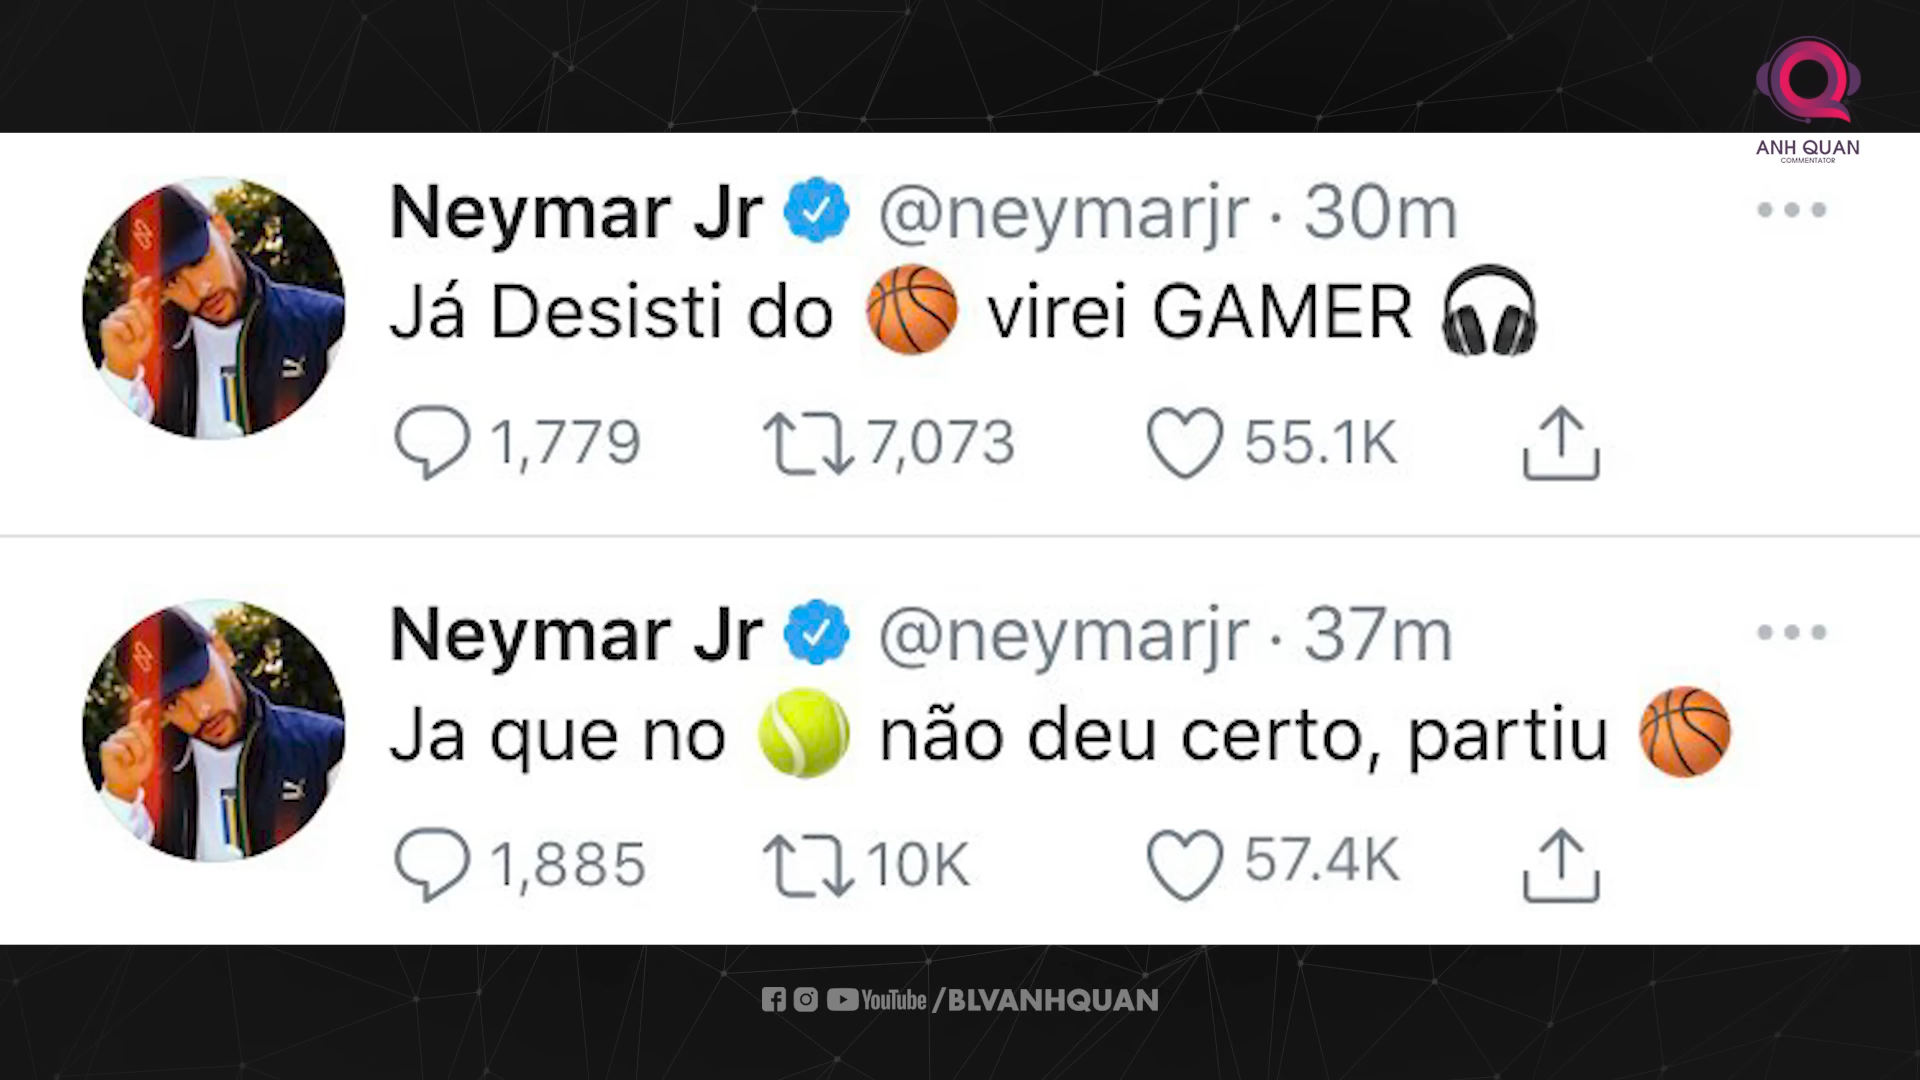 ANH QUAN
COMMENTATOR
Neymar Jr @neymarjr · 30m
Já Desisti do 🏀 virei GAMER 🎧
1,779 7,073 55.1K
Neymar Jr @neymarjr · 37m
Ja que no 🎾 não deu certo, partiu 🏀
1,885 10K 57.4K
YouTube /BLVANHQUAN